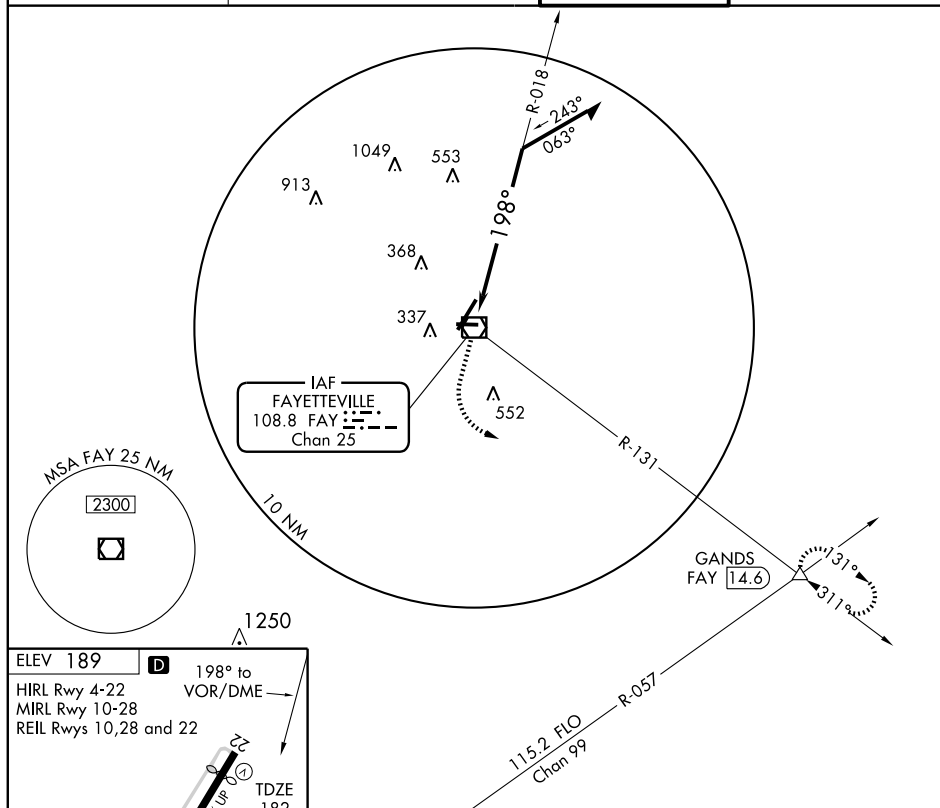 R-018
243°
063°
1049
553
913
198°
368
337
IAF
FAYETTEVILLE
108.8 FAY
Chan 25
552
R-131
MSA FAY 25 NM
2300
10 NM
GANDS
FAY 14.6
131°
311°
1250
R-057
115.2 FLO
Chan 99
ELEV 189 D
198° to
VOR/DME
HIRL Rwy 4-22
MIRL Rwy 10-28
REIL Rwys 10,28 and 22
22
V
UP
TDZE